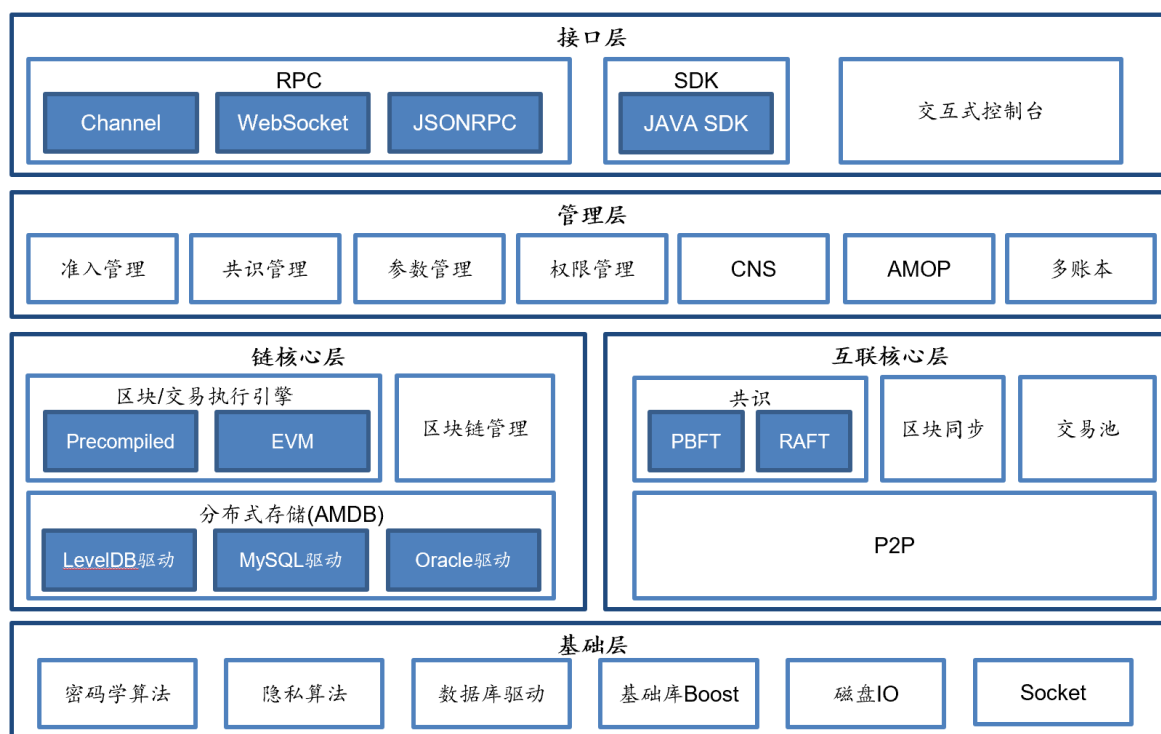 接口层
RPC
Channel
WebSocket
JSONRPC
SDK
JAVA SDK
交互式控制台
管理层
准入管理
共识管理
参数管理
权限管理
CNS
AMOP
多账本
链核心层
区块/交易执行引擎
Precompiled
EVM
区块链管理
分布式存储(AMDB)
LevelDB驱动
MySQL驱动
Oracle驱动
互联核心层
共识
PBFT
RAFT
区块同步
交易池
P2P
基础层
密码学算法
隐私算法
数据库驱动
基础库Boost
磁盘IO
Socket